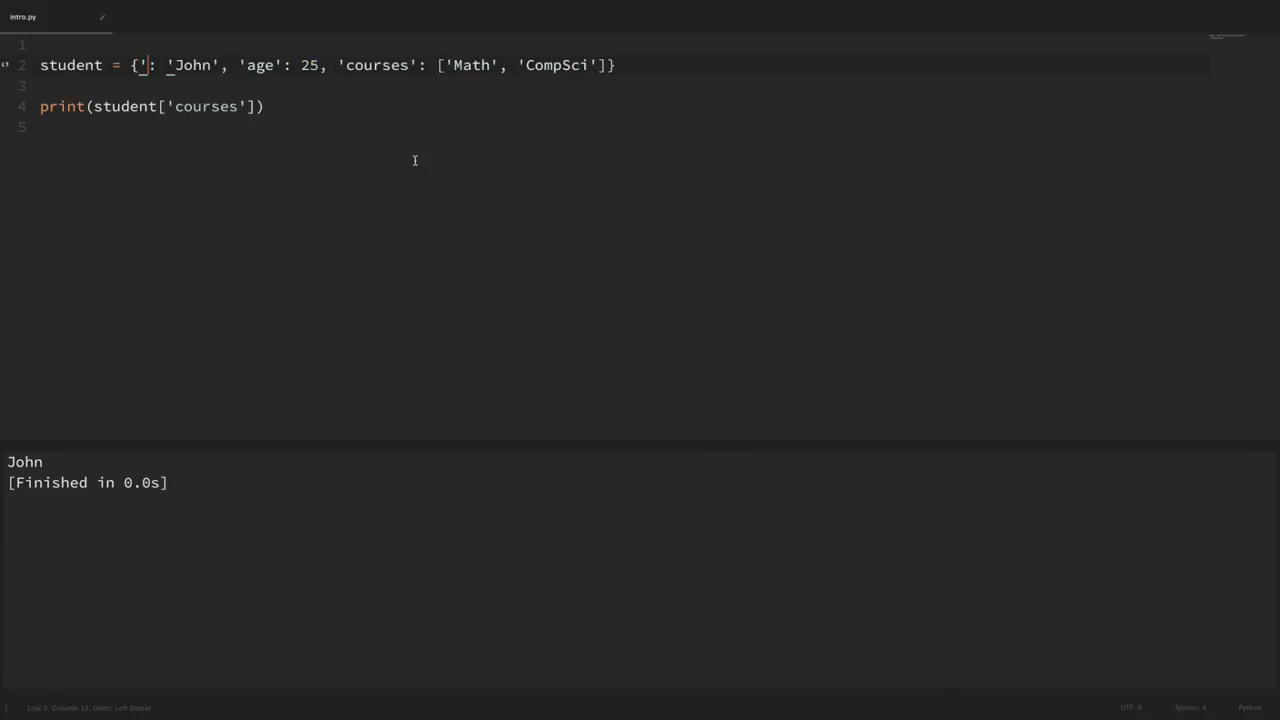 intro.py
1
2 student = {': 'John', 'age': 25, 'courses': ['Math', 'CompSci']}
3
4 print(student['courses'])
5
John
[Finished in 0.0s]
Line 2, Column 13; Undo: Left Delete UTF-8 Spaces: 4 Python